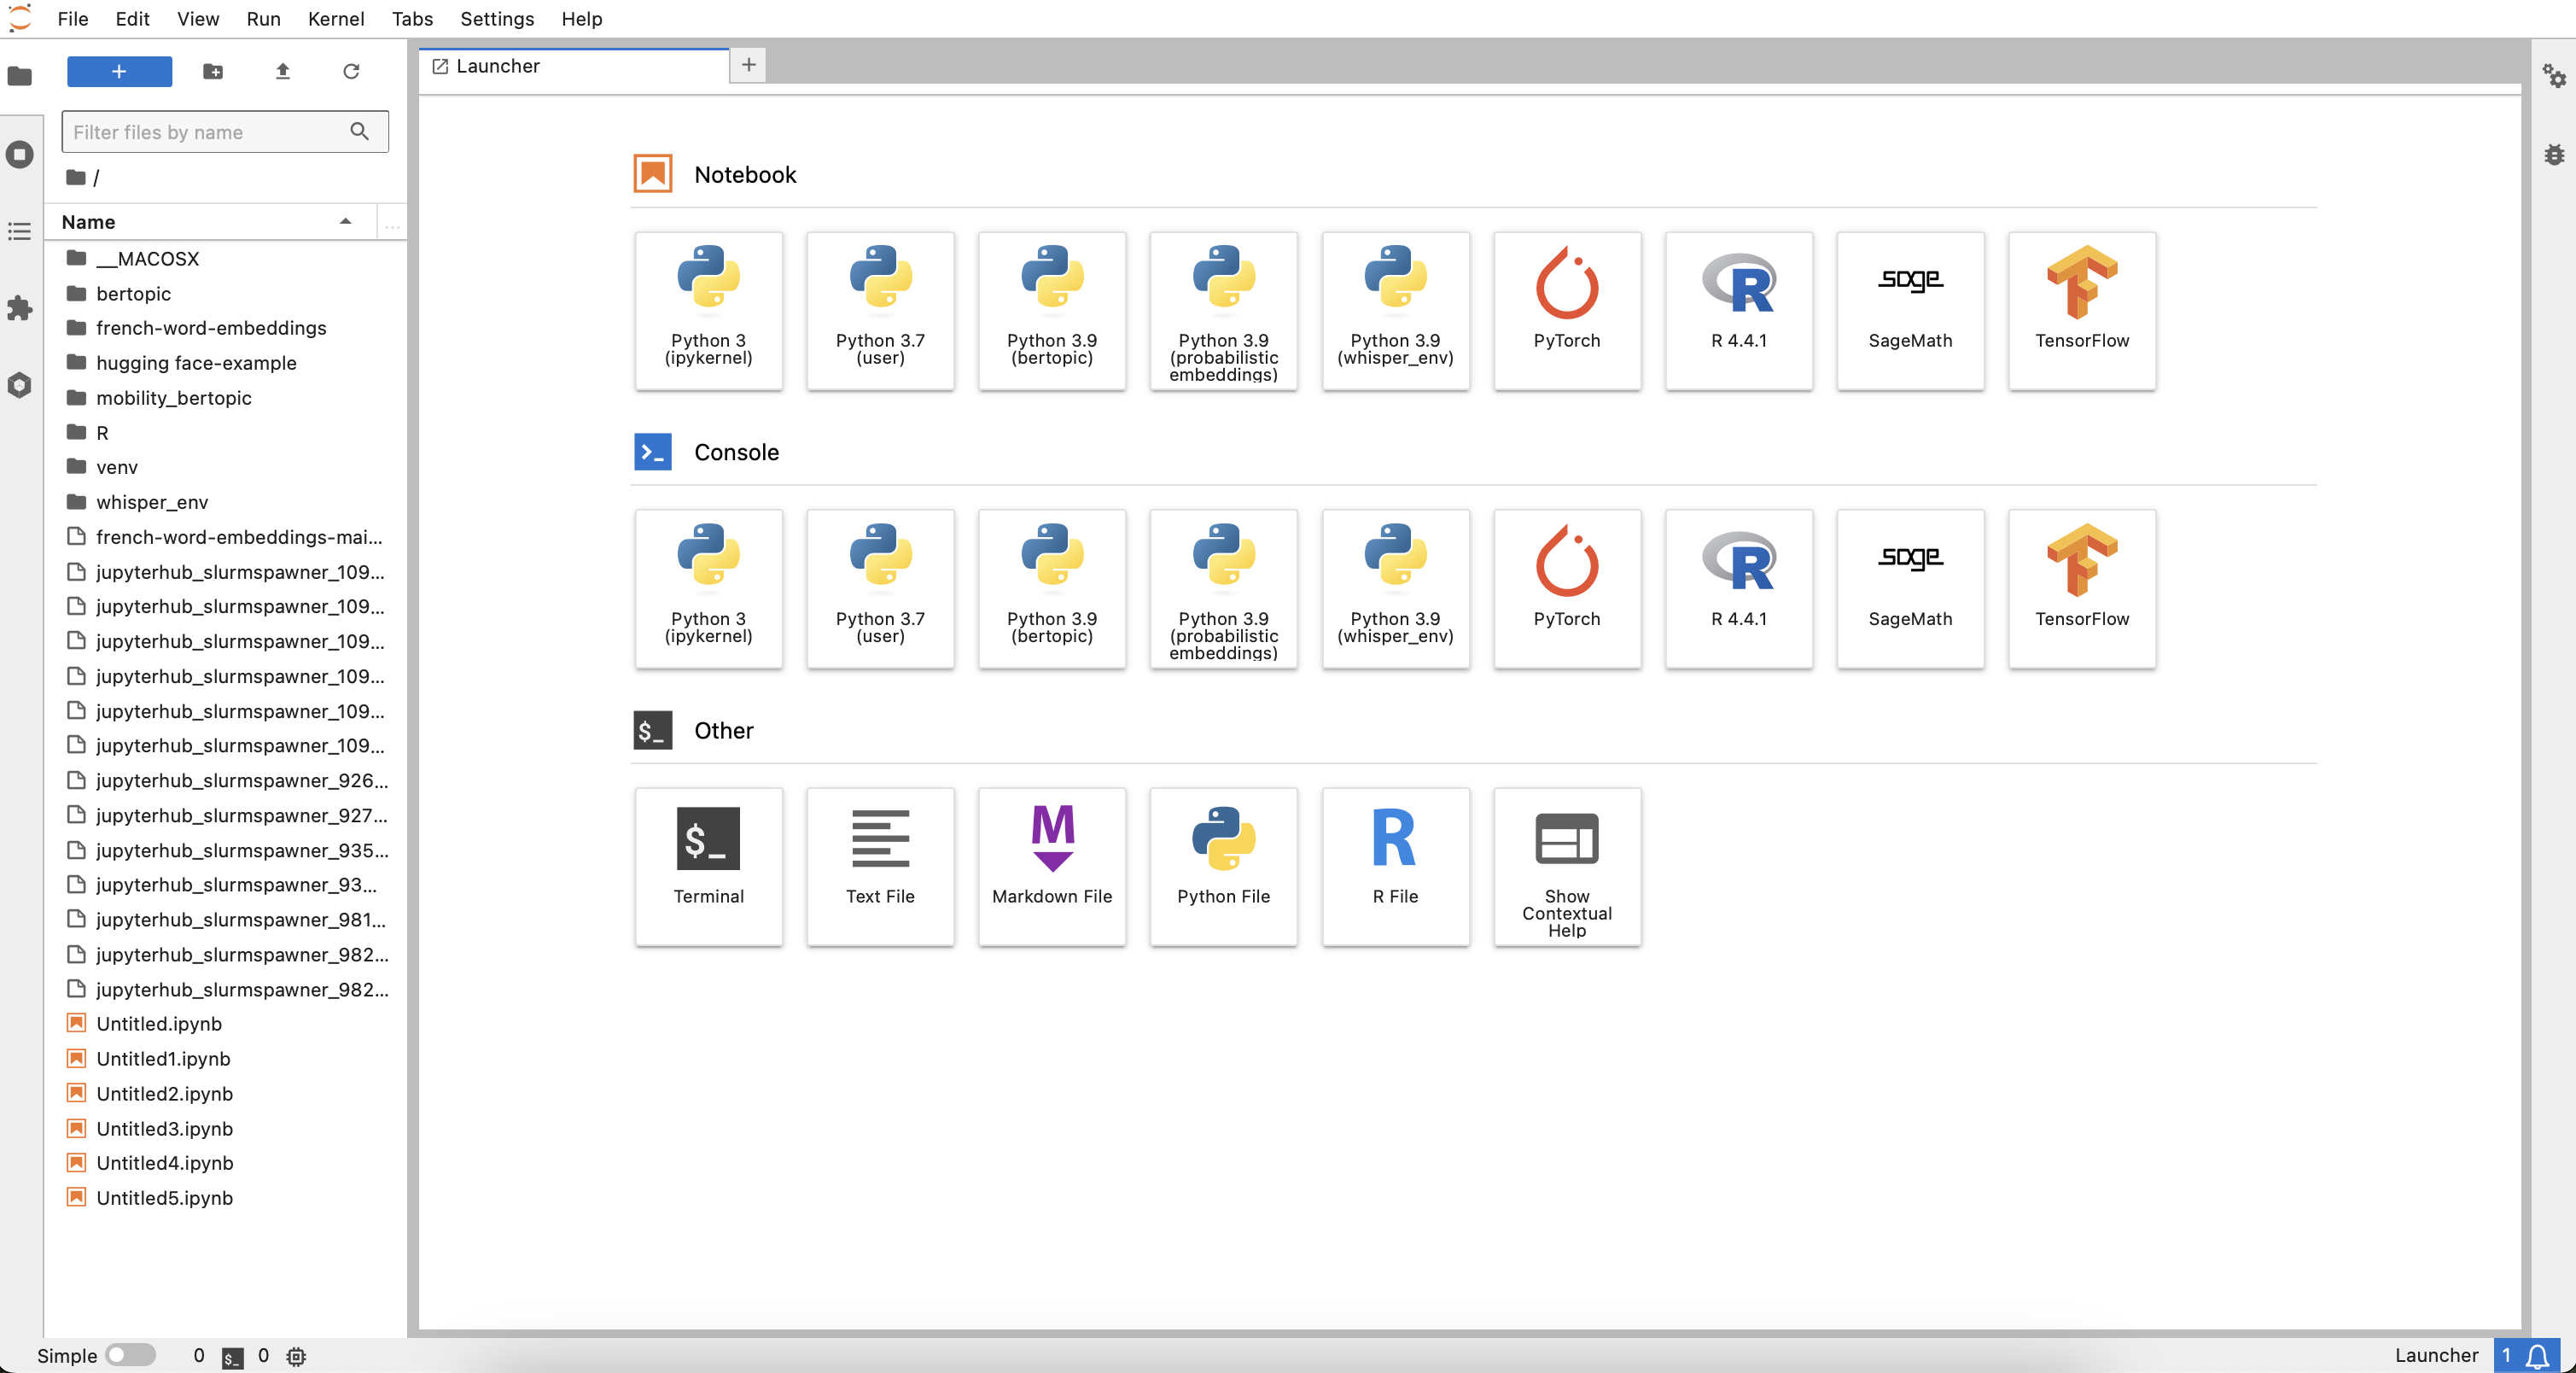 File Edit View Run Kernel Tabs Settings Help
Launcher
Filter files by name
/
Name
...
__MACOSX
bertopic
french-word-embeddings
hugging face-example
mobility_bertopic
R
venv
whisper_env
french-word-embeddings-mai...
jupyterhub_slurmspawner_109...
jupyterhub_slurmspawner_109...
jupyterhub_slurmspawner_109...
jupyterhub_slurmspawner_109...
jupyterhub_slurmspawner_109...
jupyterhub_slurmspawner_109...
jupyterhub_slurmspawner_926...
jupyterhub_slurmspawner_927...
jupyterhub_slurmspawner_935...
jupyterhub_slurmspawner_93...
jupyterhub_slurmspawner_981...
jupyterhub_slurmspawner_982...
jupyterhub_slurmspawner_982...
Untitled.ipynb
Untitled1.ipynb
Untitled2.ipynb
Untitled3.ipynb
Untitled4.ipynb
Untitled5.ipynb
Notebook
Python 3
(ipykernel)
Python 3.7
(user)
Python 3.9
(bertopic)
Python 3.9
(probabilistic
embeddings)
Python 3.9
(whisper_env)
PyTorch
R
R 4.4.1
sage
SageMath
TensorFlow
>_ Console
Python 3
(ipykernel)
Python 3.7
(user)
Python 3.9
(bertopic)
Python 3.9
(probabilistic
embeddings)
Python 3.9
(whisper_env)
PyTorch
R
R 4.4.1
sage
SageMath
TensorFlow
$_ Other
$_
Terminal
Text File
M
Markdown File
Python File
R
R File
Show
Contextual
Help
Simple 0 $_ 0
Launcher 1